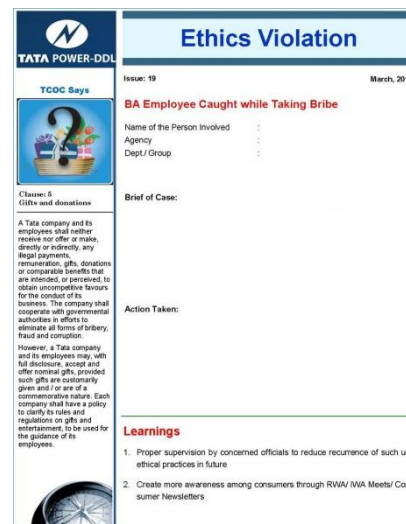 TATA POWER-DDL
TCOC Says
?
Clause: 5
Gifts and donations
A Tata company and its
employees shall neither
receive nor offer or make,
directly or indirectly, any
illegal payments,
remuneration, gifts, donations
or comparable benefits that
are intended, or perceived, to
obtain uncompetitive favours
for the conduct of its
business. The company shall
cooperate with governmental
authorities in efforts to
eliminate all forms of bribery,
fraud and corruption.
However, a Tata company
and its employees may, with
full disclosure, accept and
offer nominal gifts, provided
such gifts are customarily
given and / or are of a
commemorative nature. Each
company shall have a policy
to clarify its rules and
regulations on gifts and
entertainment, to be used for
the guidance of its
employees.
Ethics Violation
Issue: 19 March, 201
BA Employee Caught while Taking Bribe
Name of the Person Involved :
Agency :
Dept./ Group :
Brief of Case:
Action Taken:
Learnings
1. Proper supervision by concerned officials to reduce recurrence of such u
ethical practices in future
2. Create more awareness among consumers through RWA/ IWA Meets/ Co
sumer Newsletters